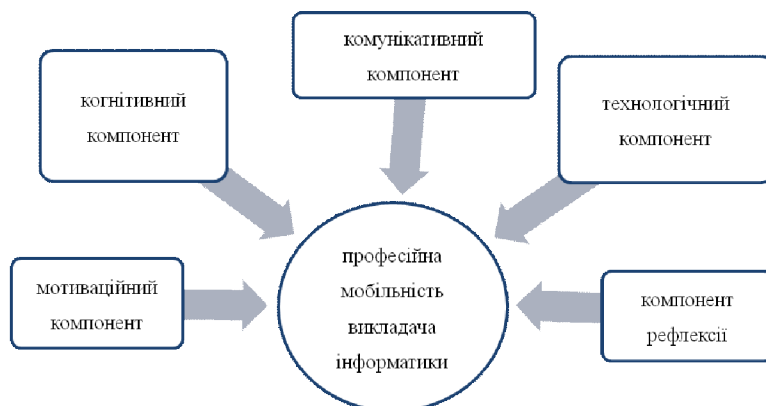 комунікативний
компонент
когнітивний
компонент
технологічний
компонент
мотиваційний
компонент
професійна
мобільність
викладача
інформатики
компонент
рефлексії